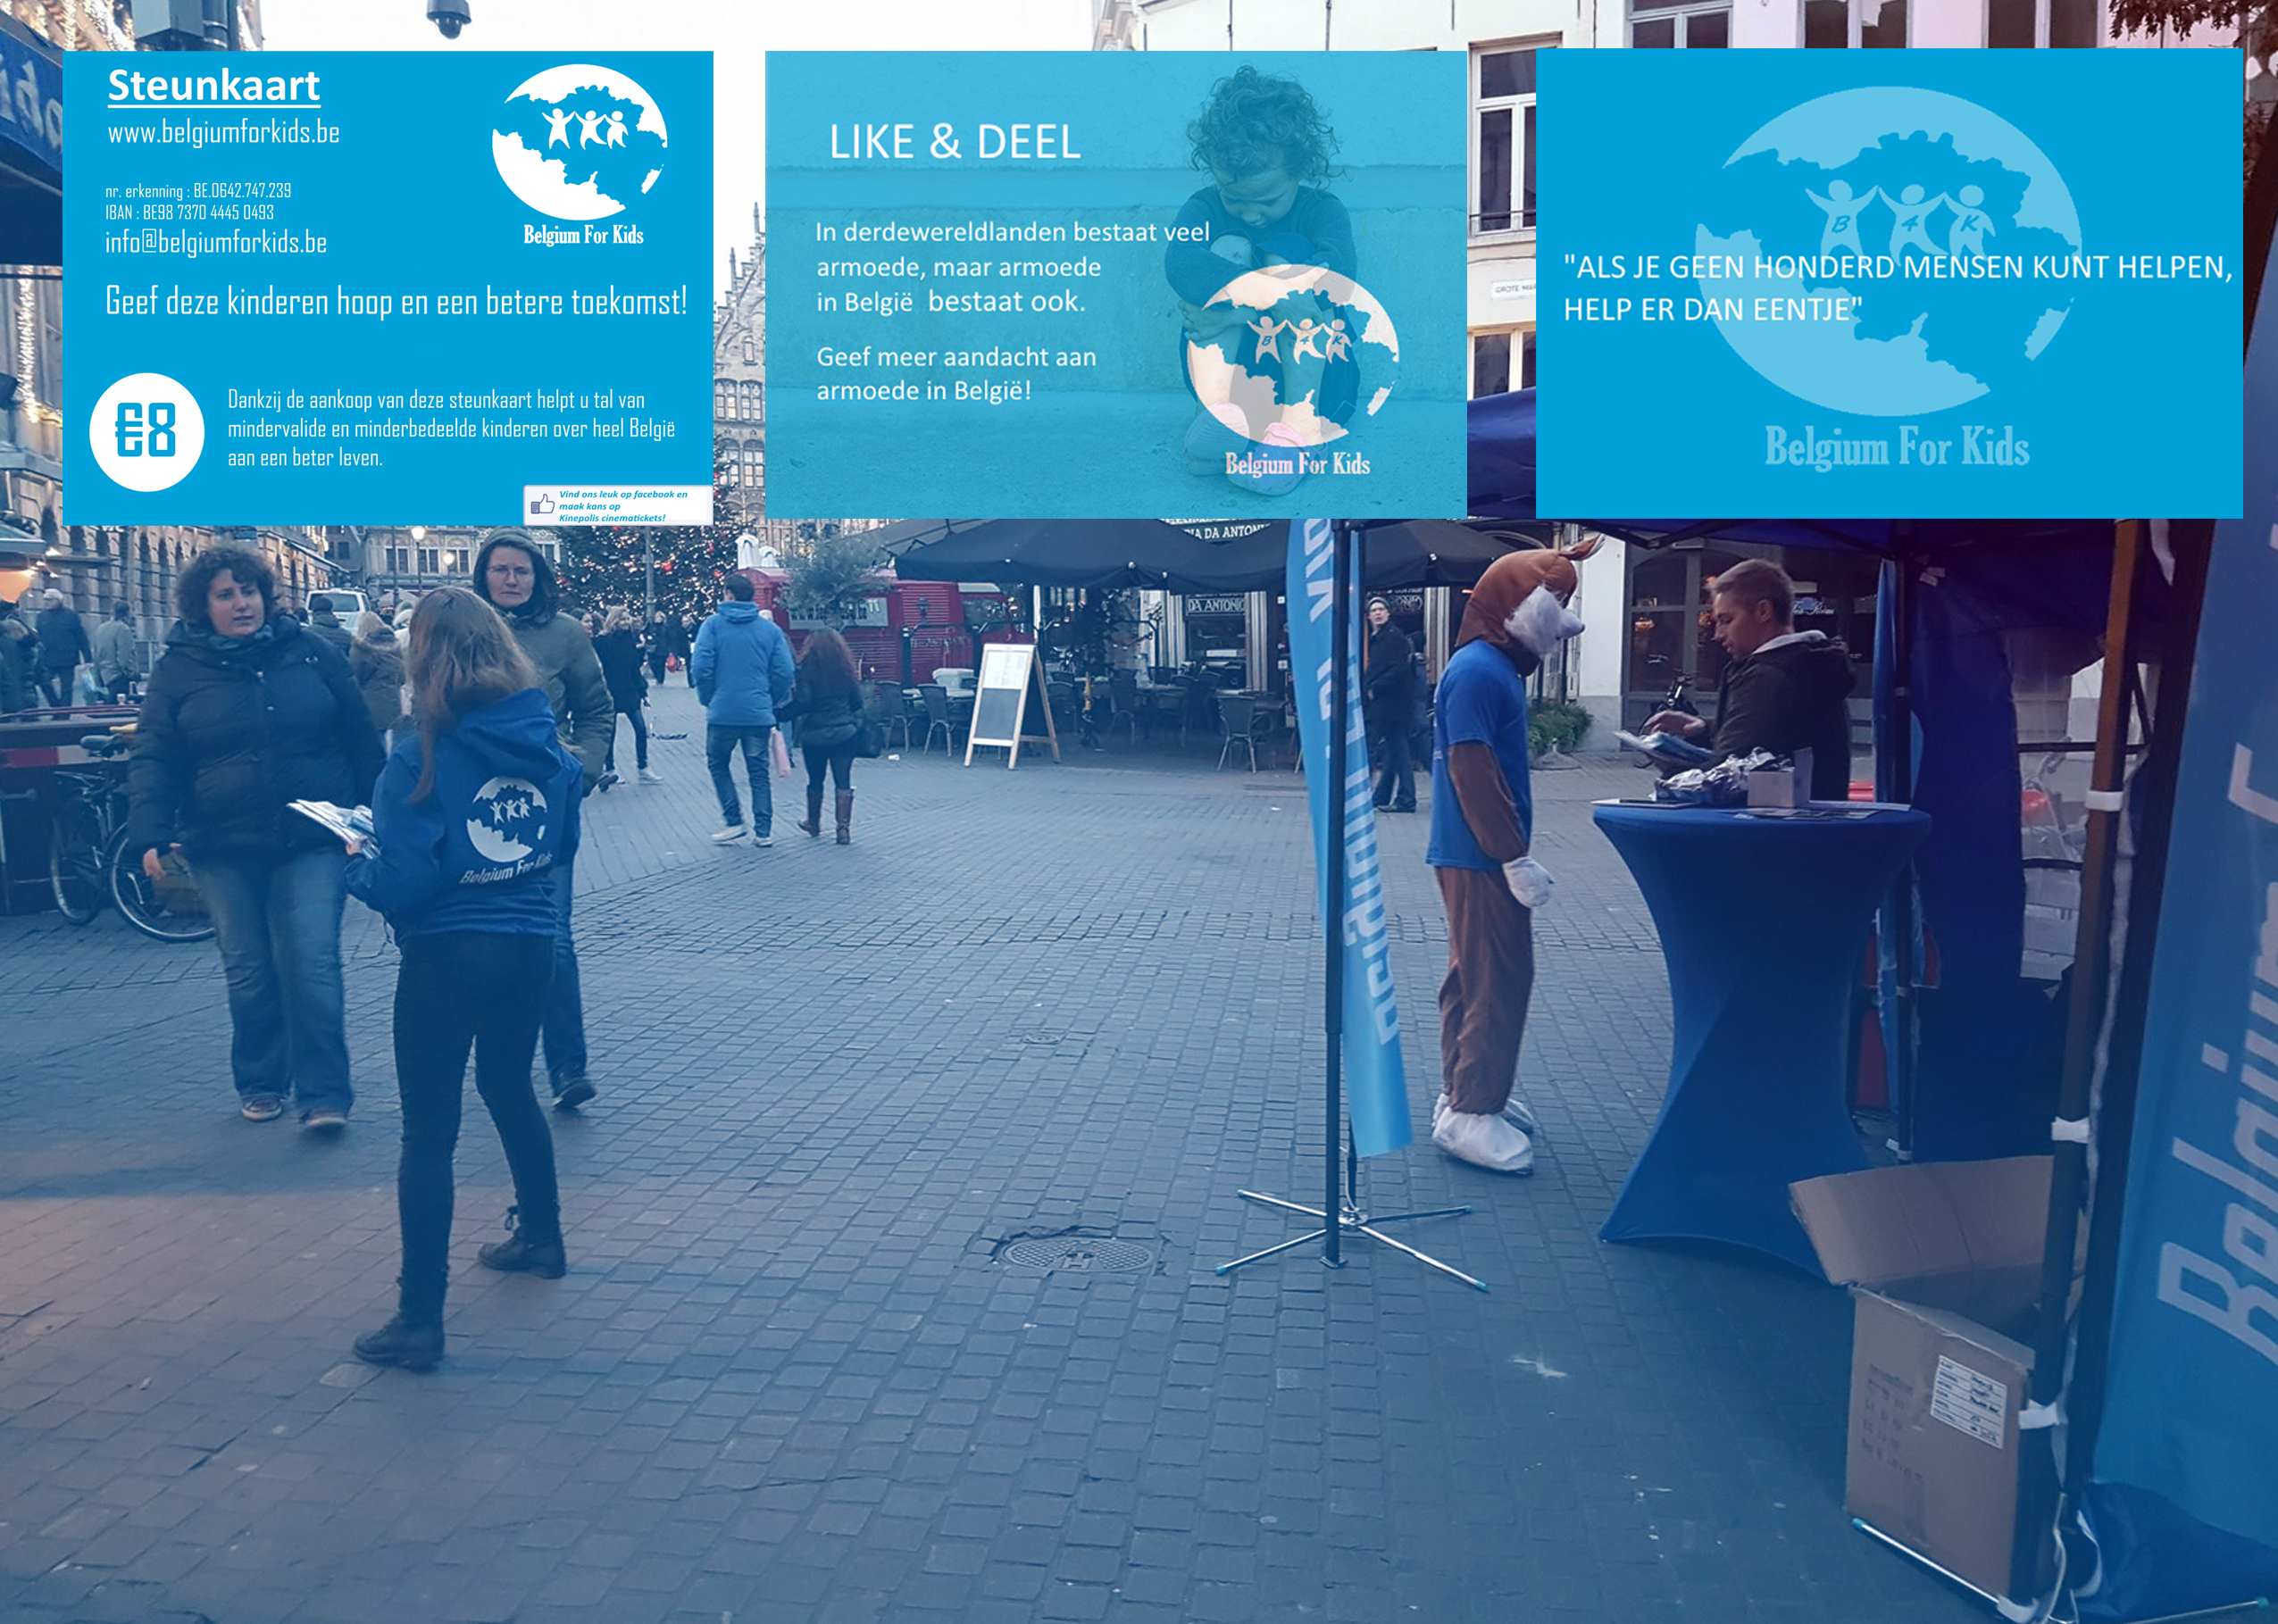 Steunkaart
www.belgiumforkids.be
nr. erkenning : BE.0642.747.239
IBAN : BE98 7370 4445 0493
info@belgiumforkids.be
Geef deze kinderen hoop en een betere toekomst!
€8
Dankzij de aankoop van deze steunkaart helpt u tal van
mindervalide en minderbedeelde kinderen over heel België
aan een beter leven.
Vind ons leuk op facebook en
maak kans op
Kinepolis cinematickets!
Belgium For Kids
LIKE & DEEL
In derdewereldlanden bestaat veel
armoede, maar armoede
in België bestaat ook.
Geef meer aandacht aan
armoede in België!
B 4 K
Belgium For Kids
B 4 K
"ALS JE GEEN HONDERD MENSEN KUNT HELPEN,
HELP ER DAN EENTJE"
Belgium For Kids
DA ANTONIO
Belgium For Kids
Belgium